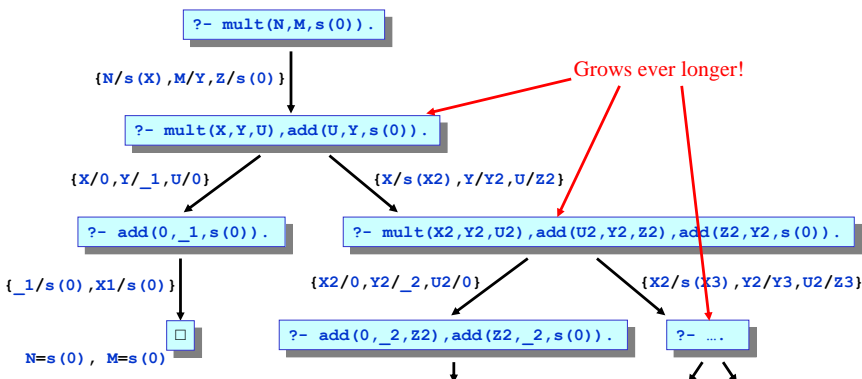 ?- mult(N,M,s(0)).
Grows ever longer!
{N/s(X),M/Y,Z/s(0)}
?- mult(X,Y,U),add(U,Y,s(0)).
{X/0,Y/_1,U/0}
{X/s(X2),Y/Y2,U/Z2}
?- add(0,_1,s(0)).
?- mult(X2,Y2,U2),add(U2,Y2,Z2),add(Z2,Y2,s(0)).
{_1/s(0),X1/s(0)}
{X2/0,Y2/_2,U2/0}
{X2/s(X3),Y2/Y3,U2/Z3}
□
?- add(0,_2,Z2),add(Z2,_2,s(0)).
?- ….
N=s(0), M=s(0)